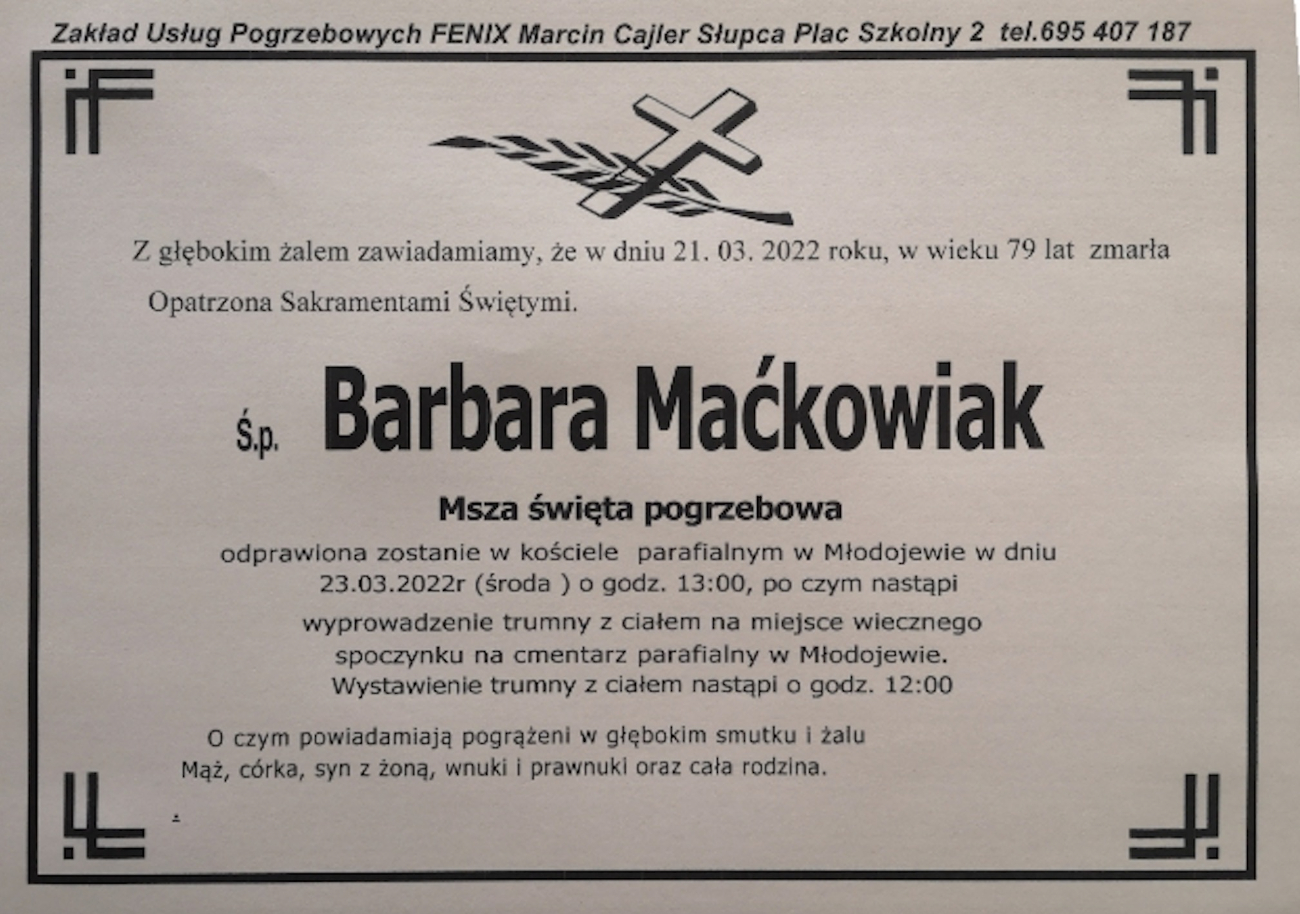 Zakład Usług Pogrzebowych FENIX Marcin Cajler Słupca Plac Szkolny 2 tel.695 407 187
Z głębokim żalem zawiadamiamy, że w dniu 21. 03. 2022 roku, w wieku 79 lat zmarła
Opatrzona Sakramentami Świętymi.
Ś.p. Barbara Maćkowiak
Msza święta pogrzebowa
odprawiona zostanie w kościele parafialnym w Młodojewie w dniu
23.03.2022r (środa ) o godz. 13:00, po czym nastąpi
wyprowadzenie trumny z ciałem na miejsce wiecznego
spoczynku na cmentarz parafialny w Młodojewie.
Wystawienie trumny z ciałem nastąpi o godz. 12:00
O czym powiadamiają pogrążeni w głębokim smutku i żalu
Mąż, córka, syn z żoną, wnuki i prawnuki oraz cała rodzina.
.